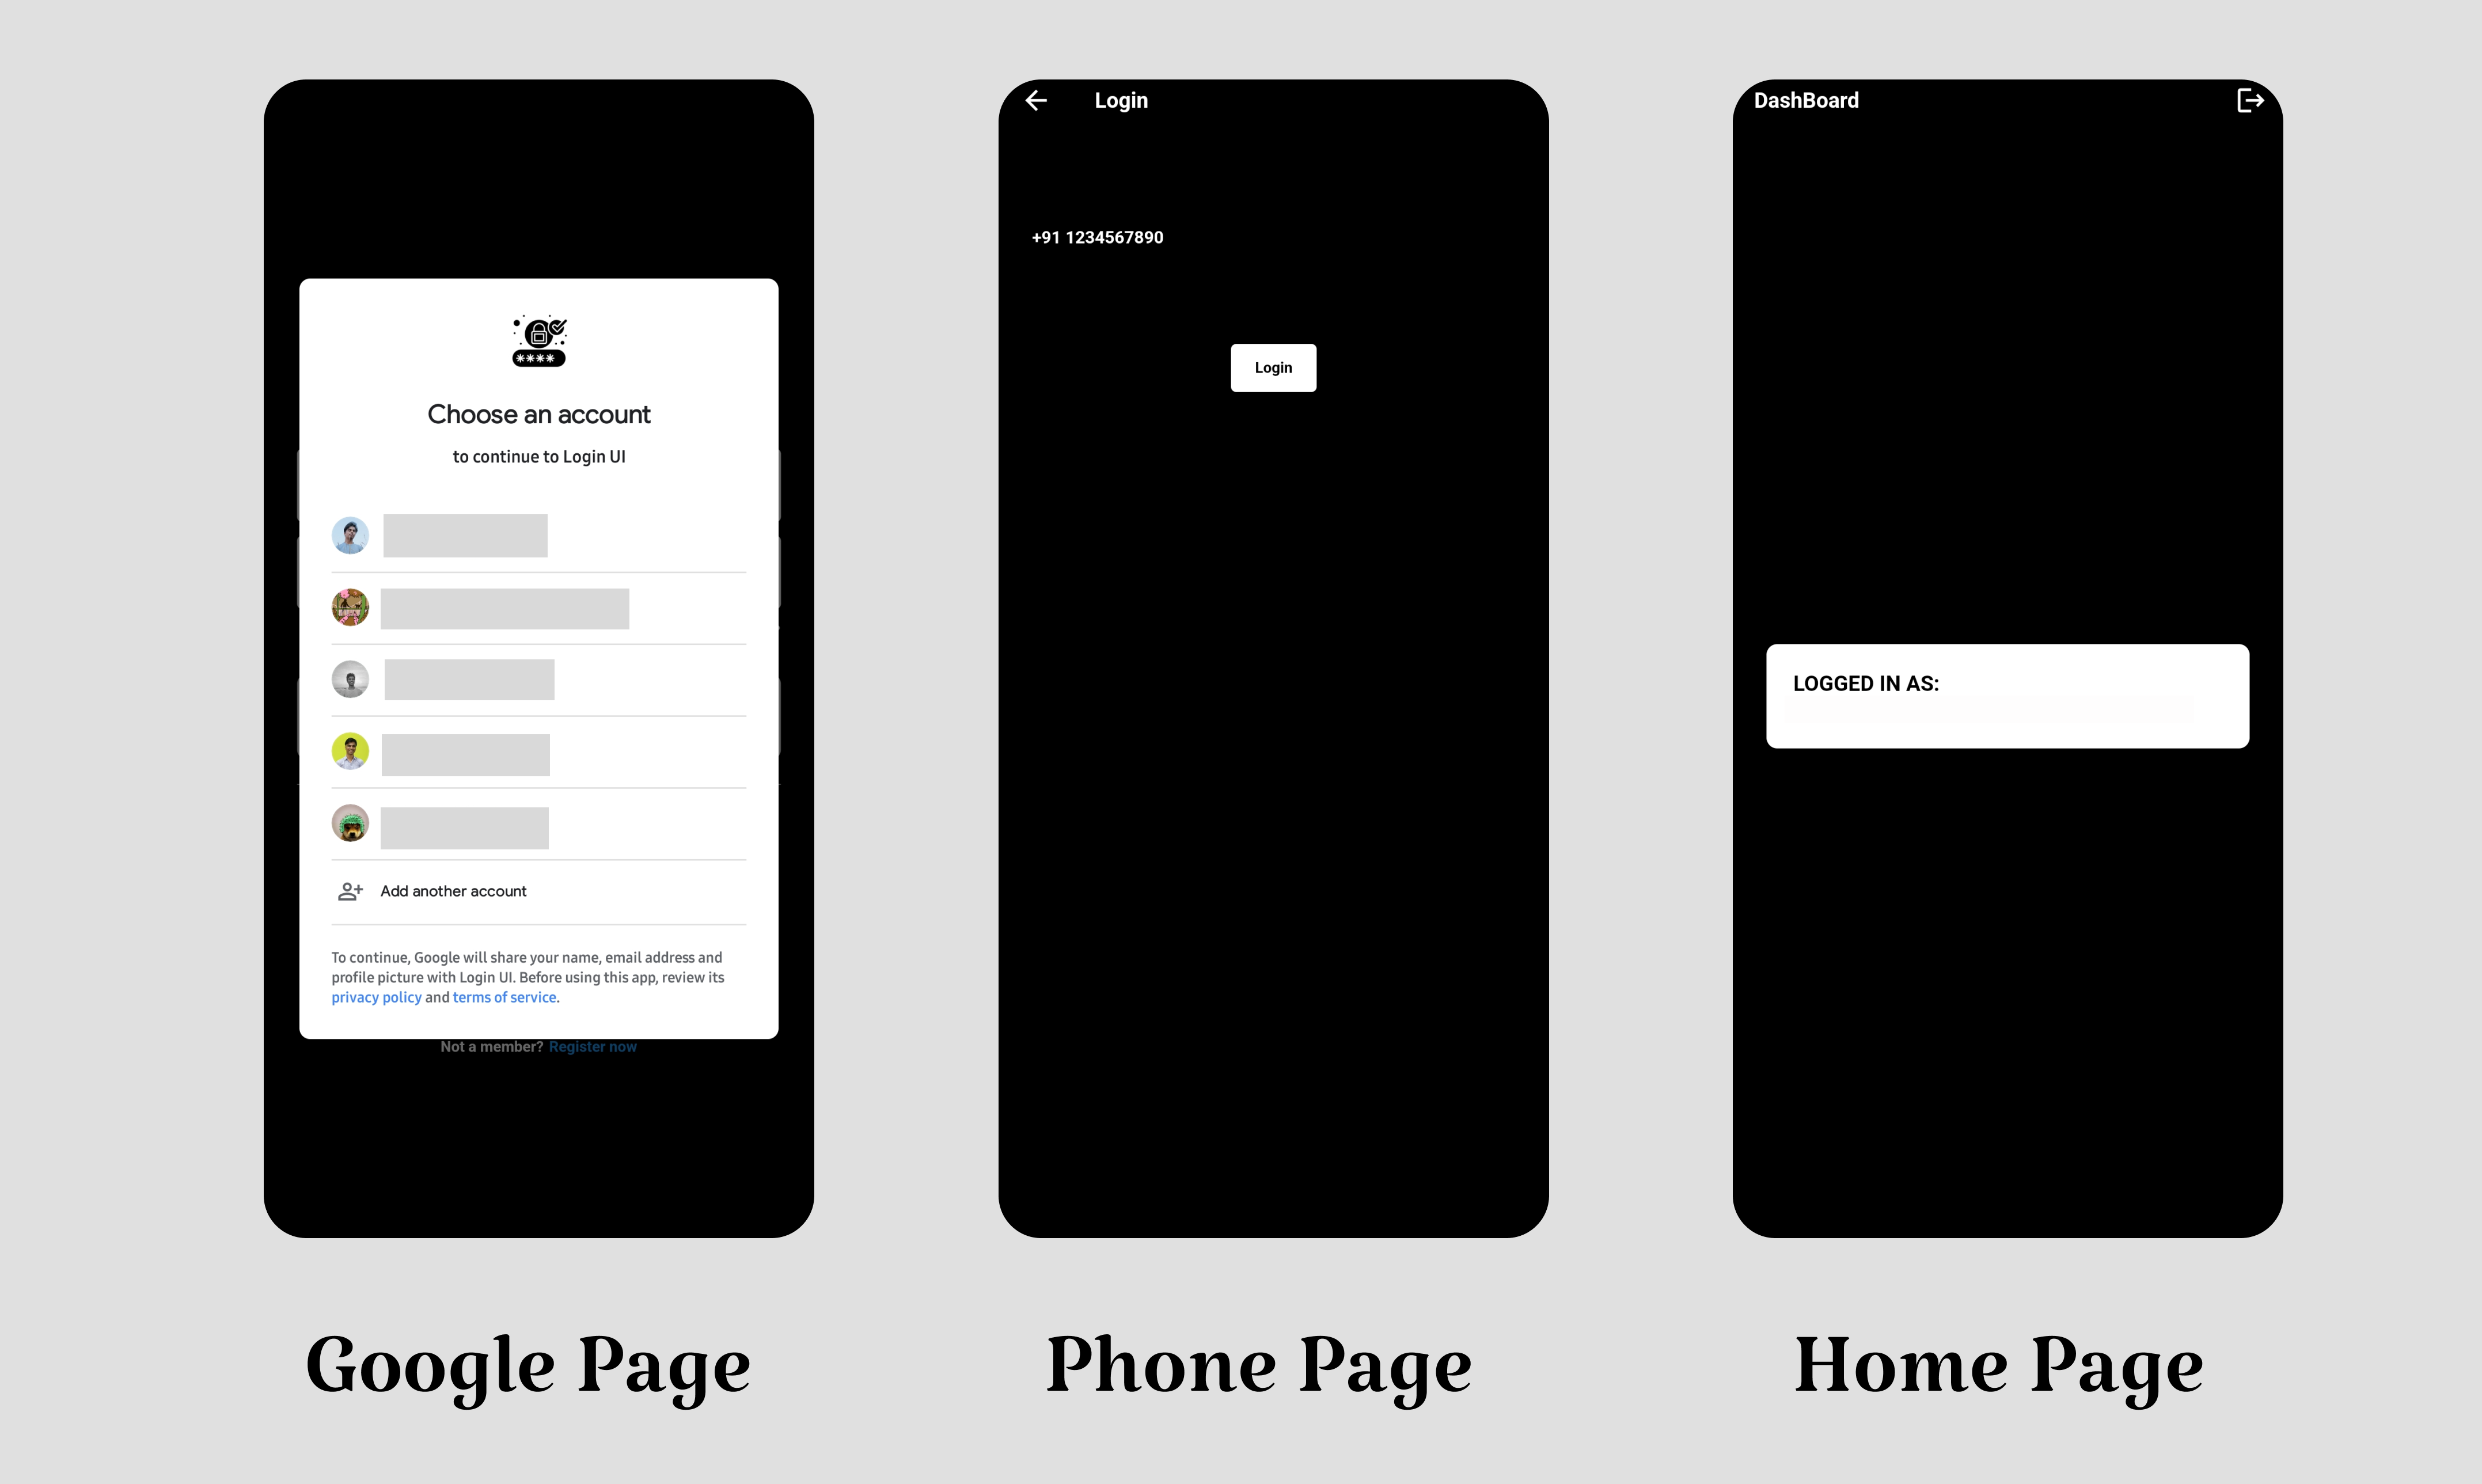 ****
Choose an account
to continue to Login UI
Add another account
To continue, Google will share your name, email address and
profile picture with Login UI. Before using this app, review its
privacy policy and terms of service.
Not a member? Register now
Google Page
Login
+91 1234567890
Login
Phone Page
DashBoard
LOGGED IN AS:
Home Page